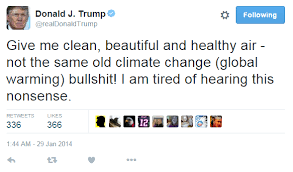 Donald J. Trump
@realDonaldTrump
Following
Give me clean, beautiful and healthy air -
not the same old climate change (global
warming) bullshit! I am tired of hearing this
nonsense.
RETWEETS LIKES
336 366
1:44 AM - 29 Jan 2014